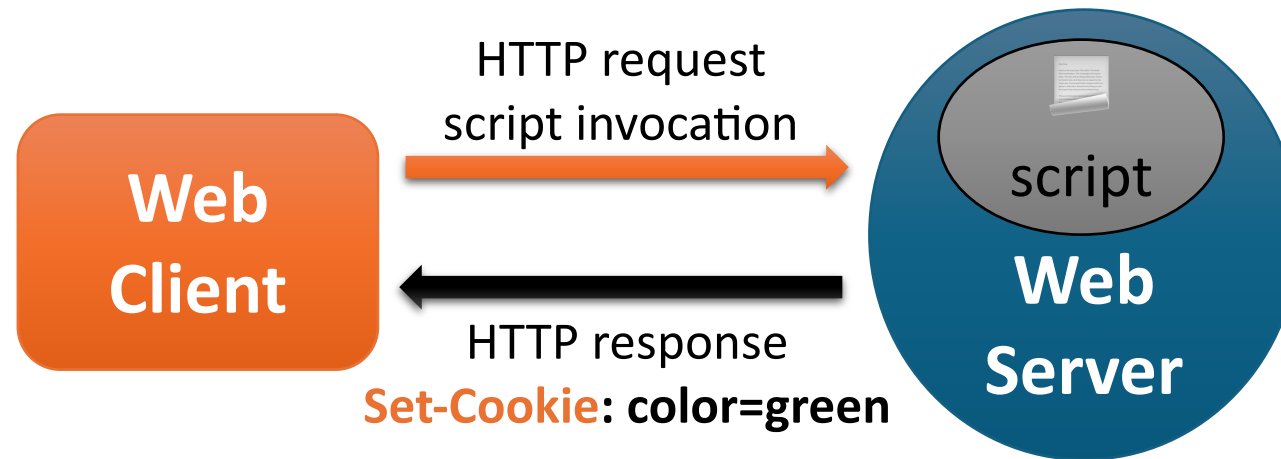 HTTP request
script invocation
Web
Client
script
Web
Server
HTTP response
Set-Cookie: color=green